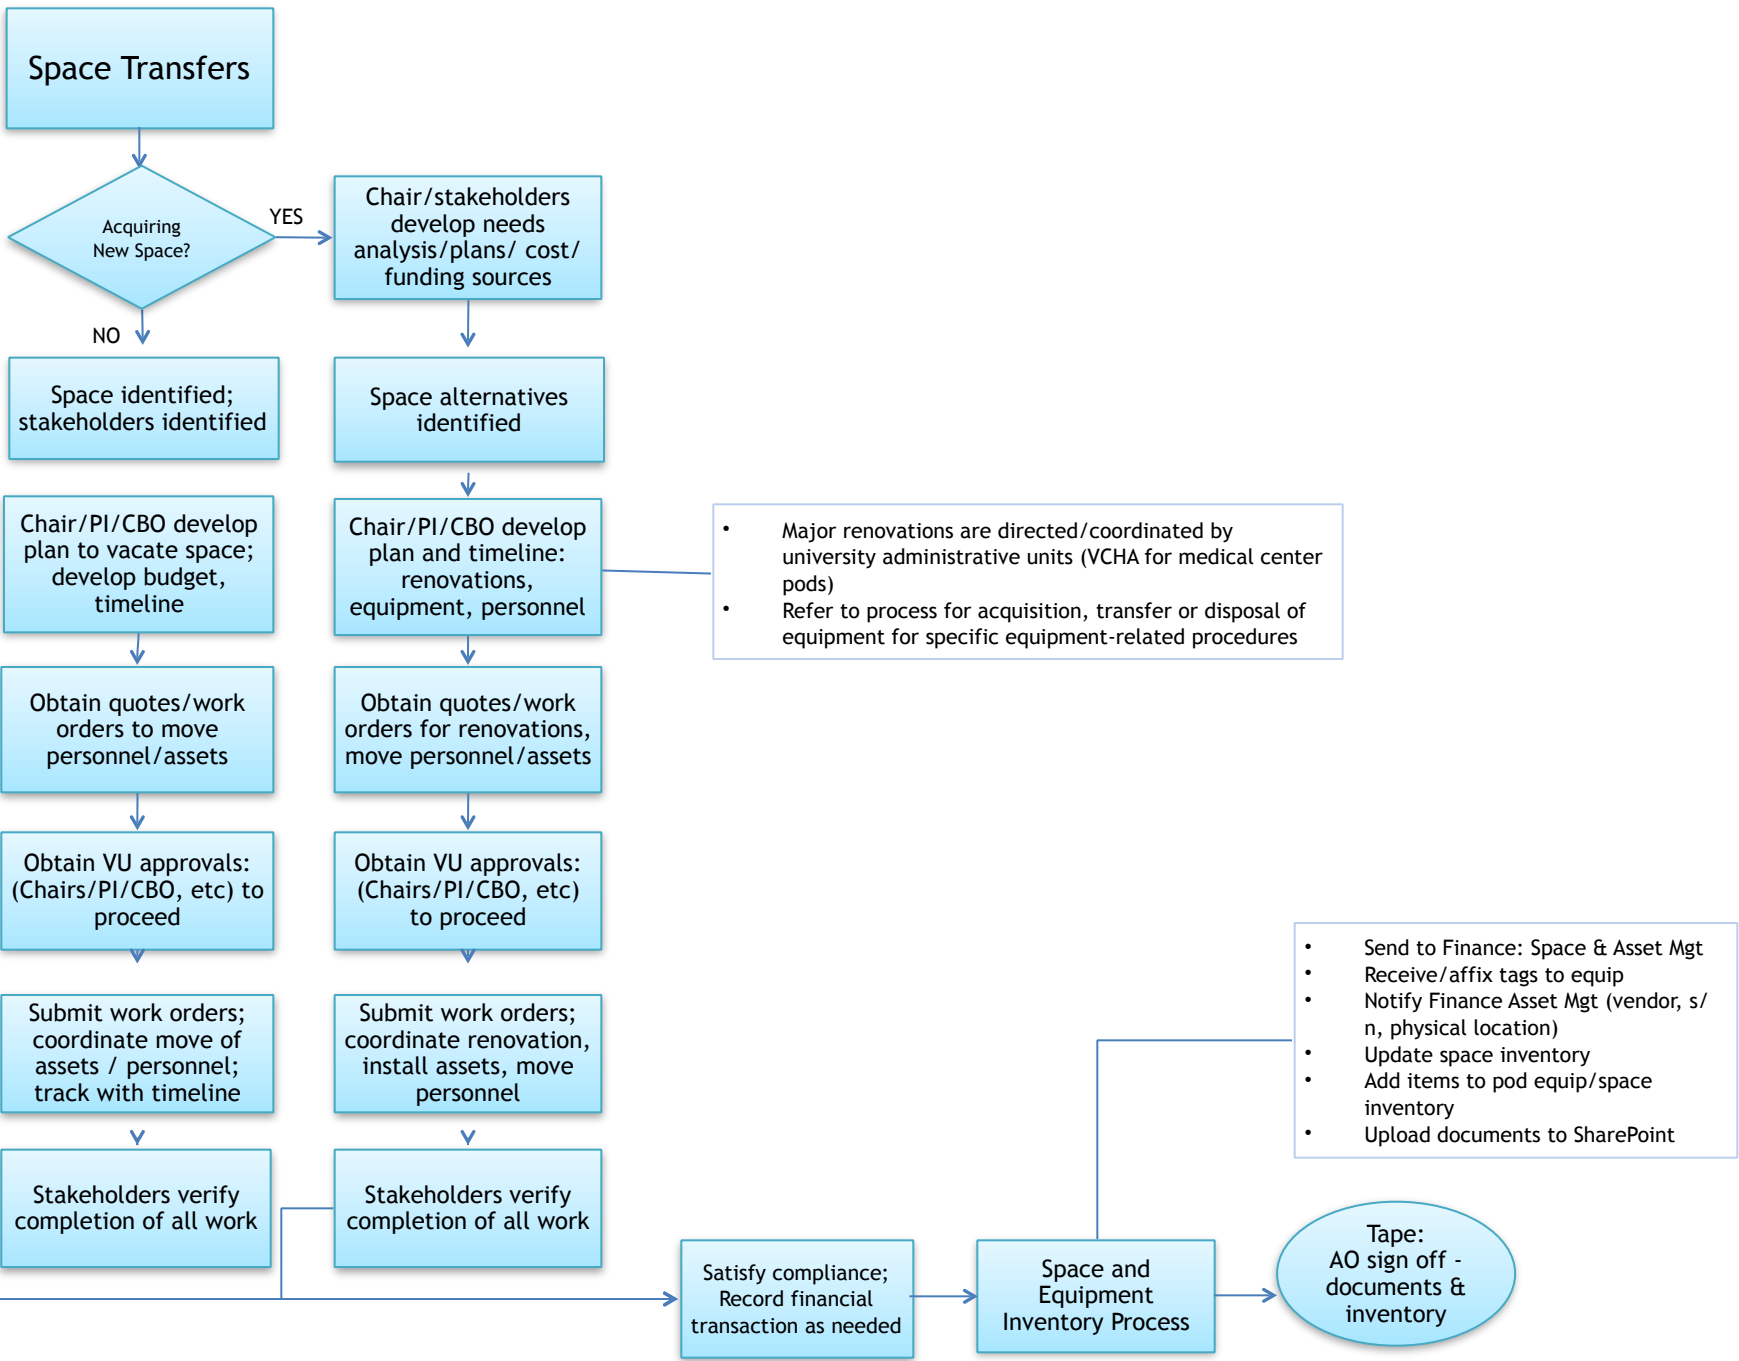 Space Transfers
Acquiring
New Space?
YES
NO
Chair/stakeholders
develop needs
analysis/plans/ cost/
funding sources
Space identified;
stakeholders identified
Space alternatives
identified
Chair/PI/CBO develop
plan to vacate space;
develop budget,
timeline
Chair/PI/CBO develop
plan and timeline:
renovations,
equipment, personnel
• Major renovations are directed/coordinated by
university administrative units (VCHA for medical center
pods)
• Refer to process for acquisition, transfer or disposal of
equipment for specific equipment-related procedures
Obtain quotes/work
orders to move
personnel/assets
Obtain quotes/work
orders for renovations,
move personnel/assets
Obtain VU approvals:
(Chairs/PI/CBO, etc) to
proceed
Obtain VU approvals:
(Chairs/PI/CBO, etc)
to proceed
Submit work orders;
coordinate move of
assets / personnel;
track with timeline
Submit work orders;
coordinate renovation,
install assets, move
personnel
Stakeholders verify
completion of all work
Stakeholders verify
completion of all work
Satisfy compliance;
Record financial
transaction as needed
Space and
Equipment
Inventory Process
• Send to Finance: Space & Asset Mgt
• Receive/affix tags to equip
• Notify Finance Asset Mgt (vendor, s/
n, physical location)
• Update space inventory
• Add items to pod equip/space
inventory
• Upload documents to SharePoint
Tape:
AO sign off -
documents &
inventory